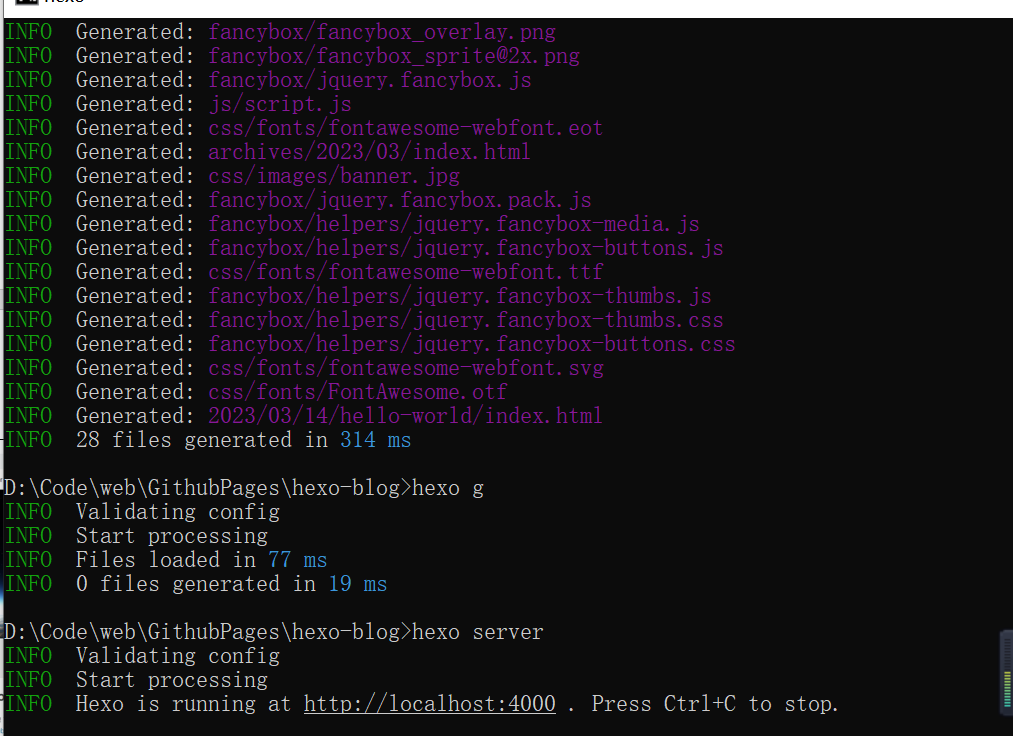 INFO  Generated: fancybox/fancybox_overlay.png
INFO  Generated: fancybox/fancybox_sprite@2x.png
INFO  Generated: fancybox/jquery.fancybox.js
INFO  Generated: js/script.js
INFO  Generated: css/fonts/fontawesome-webfont.eot
INFO  Generated: archives/2023/03/index.html
INFO  Generated: css/images/banner.jpg
INFO  Generated: fancybox/jquery.fancybox.pack.js
INFO  Generated: fancybox/helpers/jquery.fancybox-media.js
INFO  Generated: fancybox/helpers/jquery.fancybox-buttons.js
INFO  Generated: css/fonts/fontawesome-webfont.ttf
INFO  Generated: fancybox/helpers/jquery.fancybox-thumbs.js
INFO  Generated: fancybox/helpers/jquery.fancybox-thumbs.css
INFO  Generated: fancybox/helpers/jquery.fancybox-buttons.css
INFO  Generated: css/fonts/fontawesome-webfont.svg
INFO  Generated: css/fonts/FontAwesome.otf
INFO  Generated: 2023/03/14/hello-world/index.html
INFO  28 files generated in 314 ms
D:\Code\web\GithubPages\hexo-blog>hexo g
INFO  Validating config
INFO  Start processing
INFO  Files loaded in 77 ms
INFO  0 files generated in 19 ms
D:\Code\web\GithubPages\hexo-blog>hexo server
INFO  Validating config
INFO  Start processing
INFO  Hexo is running at http://localhost:4000 . Press Ctrl+C to stop.